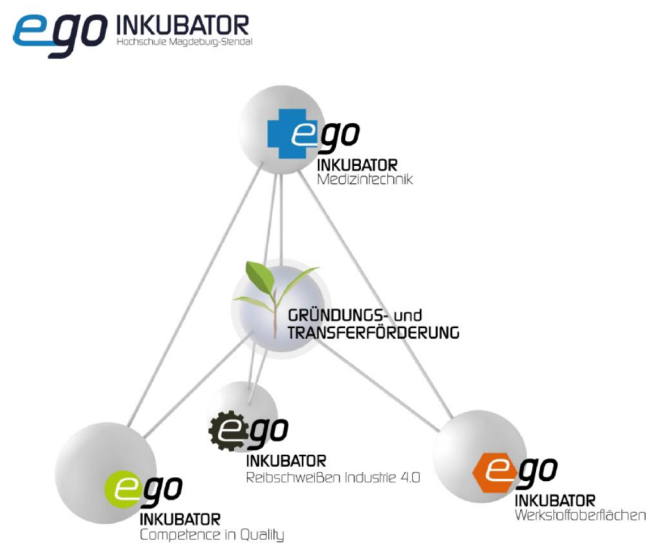 ego INKUBATOR
Hochschule Magdeburg-Stendal
ego
INKUBATOR
Medizintechnik
GRÜNDUNGS- und
TRANSFERFÖRDERUNG
ego
INKUBATOR
Reibschweißen Industrie 4.0
ego
INKUBATOR
Competence in Quality
ego
INKUBATOR
Werkstoffoberflächen